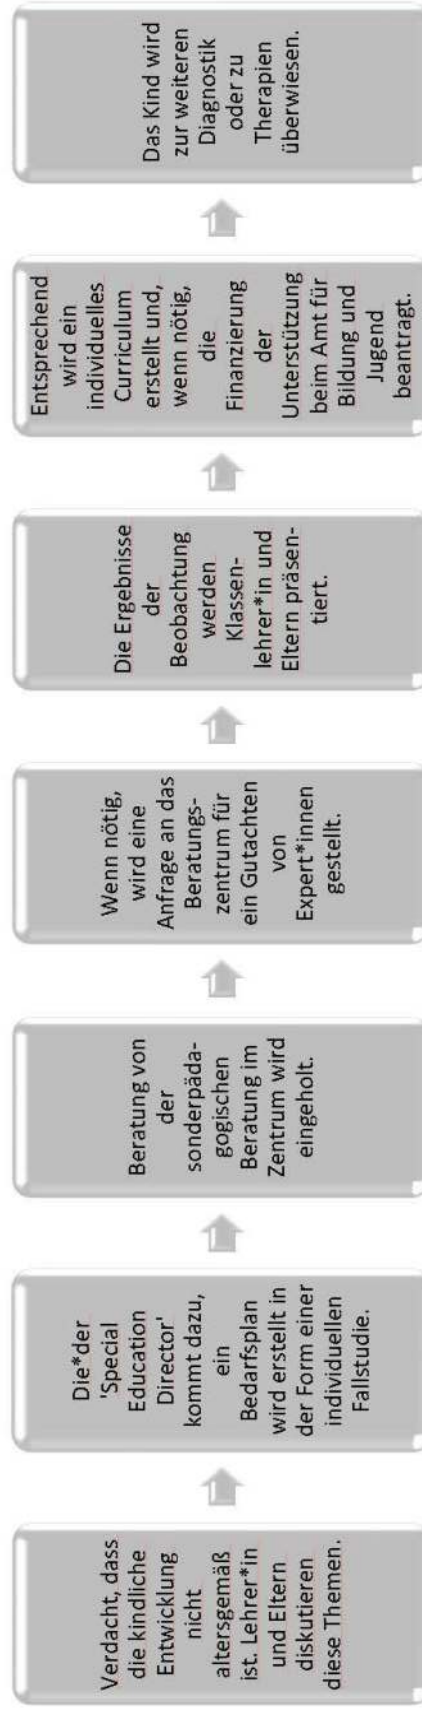 Verdacht, dass
die kindliche
Entwicklung
nicht
altersgemäß
ist. Lehrer*in
und Eltern
diskutieren
diese Themen.
Die*der
'Special
Education
Director'
kommt dazu,
ein
Bedarfsplan
wird erstellt in
der Form einer
individuellen
Fallstudie.
Beratung von
der
sonderpäda-
gogischen
Beratung im
Zentrum wird
eingeholt.
Wenn nötig,
wird eine
Anfrage an das
Beratungs-
zentrum für
ein Gutachten
von
Expert*innen
gestellt.
Die Ergebnisse
der
Beobachtung
werden
Klassen-
lehrer*in und
Eltern präsen-
tiert.
Entsprechend
wird ein
individuelles
Curriculum
erstellt und,
wenn nötig,
die
Finanzierung
der
Unterstützung
beim Amt für
Bildung und
Jugend
beantragt.
Das Kind wird
zur weiteren
Diagnostik
oder zu
Therapien
überwiesen.